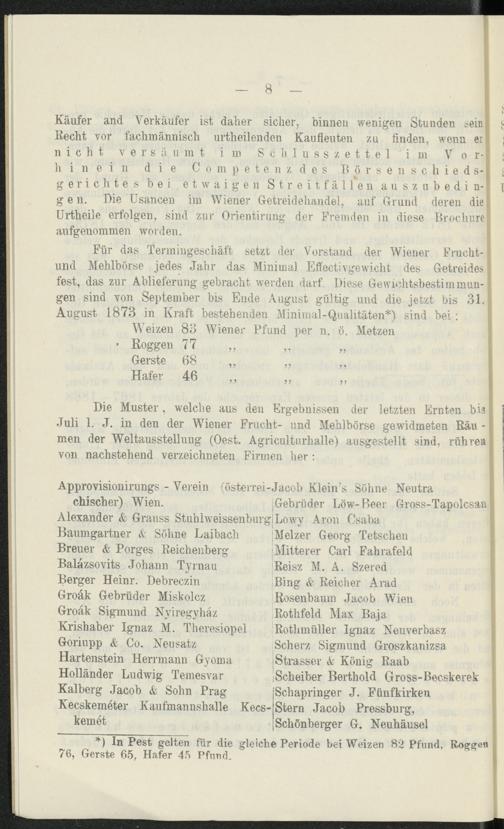 — 8 —
Käufer and Verkäufer ist daher sicher, binnen wenigen Stunden sein
Recht vor fachmännisch urtheilenden Kaufleuten zu finden, wenn er
nicht versäumt im Schlusszettel im Vor-
hinein die Competenz des Börsenschieds-
gerichtes bei etwaigen Streitfällen auszubedin-
gen. Die Usancen im Wiener Getreidehandel, auf Grund deren die
Urtheile erfolgen, sind zur Orientirung der Fremden in diese Brochure
aufgenommen worden.
Für das Termingeschäft setzt der Vorstand der Wiener Frucht-
und Mehlbörse jedes Jahr das Minimal Effectivgewicht des Getreides
fest, das zur Ablieferung gebracht werden darf. Diese Gewichtsbestimmun-
gen sind von September bis Ende August gültig und die jetzt bis 31.
August 1873 in Kraft bestehenden Minimal-Qualitäten*) sind bei:
Weizen 83 Wiener Pfund per n. ö. Metzen
Roggen 77 „ „ „
Gerste 68 „ „ „
Hafer 46 „ „ „
Die Muster, welche aus den Ergebnissen der letzten Ernten bis
Juli l. J. in den der Wiener Frucht- und Mehlbörse gewidmeten Räu-
men der Weltausstellung (Oest. Agriculturhalle) ausgestellt sind, rühren
von nachstehend verzeichneten Firmen her:
Approvisionirungs-Verein (österrei-
chischer) Wien.
Alexander & Grauss Stuhlweissenburg
Baumgartner & Söhne Laibach
Breuer & Porges Reichenberg
Balázsovits Johann Tyrnau
Berger Heinr. Debreczin
Groák Gebrüder Miskolcz
Groák Sigmund Nyiregyház
Krishaber Ignaz M. Theresiopel
Goriupp & Co. Neusatz
Hartenstein Herrmann Gyoma
Holländer Ludwig Temesvar
Kalberg Jacob & Sohn Prag
Kecskeméter Kaufmannshalle Kecs-
kemét
Jacob Klein's Söhne Neutra
Gebrüder Löw-Beer Gross-Tapolcsan
Lowy Aron Csaba
Melzer Georg Tetschen
Mitterer Carl Fahrafeld
Reisz M. A. Szered
Bing & Reicher Arad
Rosenbaum Jacob Wien
Rothfeld Max Baja
Rothmüller Ignaz Neuverbasz
Scherz Sigmund Groszkanizsa
Strasser & König Raab
Scheiber Berthold Gross-Becskerek
Schapringer J. Fünfkirken
Stern Jacob Pressburg,
Schönberger G. Neuhäusel
*) In Pest gelten für die gleiche Periode bei Weizen 82 Pfund, Roggen
76, Gerste 65, Hafer 45 Pfund.